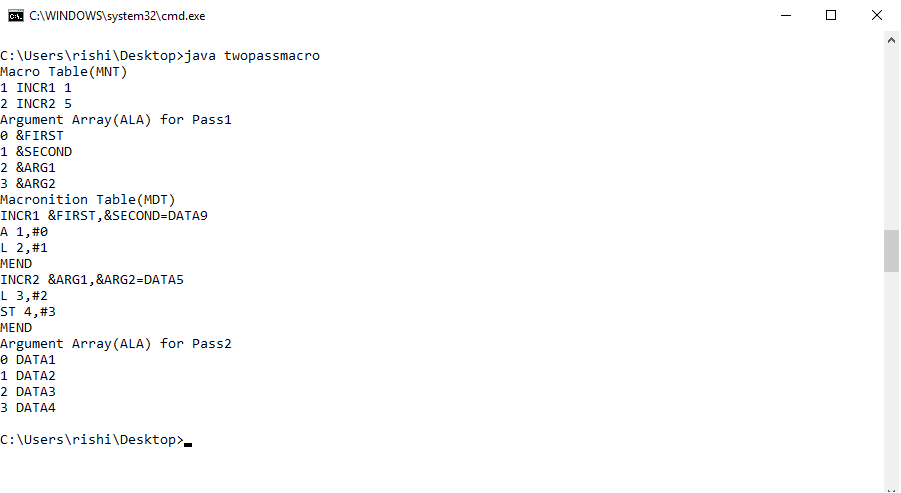 C:\WINDOWS\system32\cmd.exe
C:\Users\rishi\Desktop>java twopassmacro
Macro Table(MNT)
1 INCR1 1
2 INCR2 5
Argument Array(ALA) for Pass1
0 &FIRST
1 &SECOND
2 &ARG1
3 &ARG2
Macronition Table(MDT)
INCR1 &FIRST,&SECOND=DATA9
A 1,#0
L 2,#1
MEND
INCR2 &ARG1,&ARG2=DATA5
L 3,#2
ST 4,#3
MEND
Argument Array(ALA) for Pass2
0 DATA1
1 DATA2
2 DATA3
3 DATA4
C:\Users\rishi\Desktop>